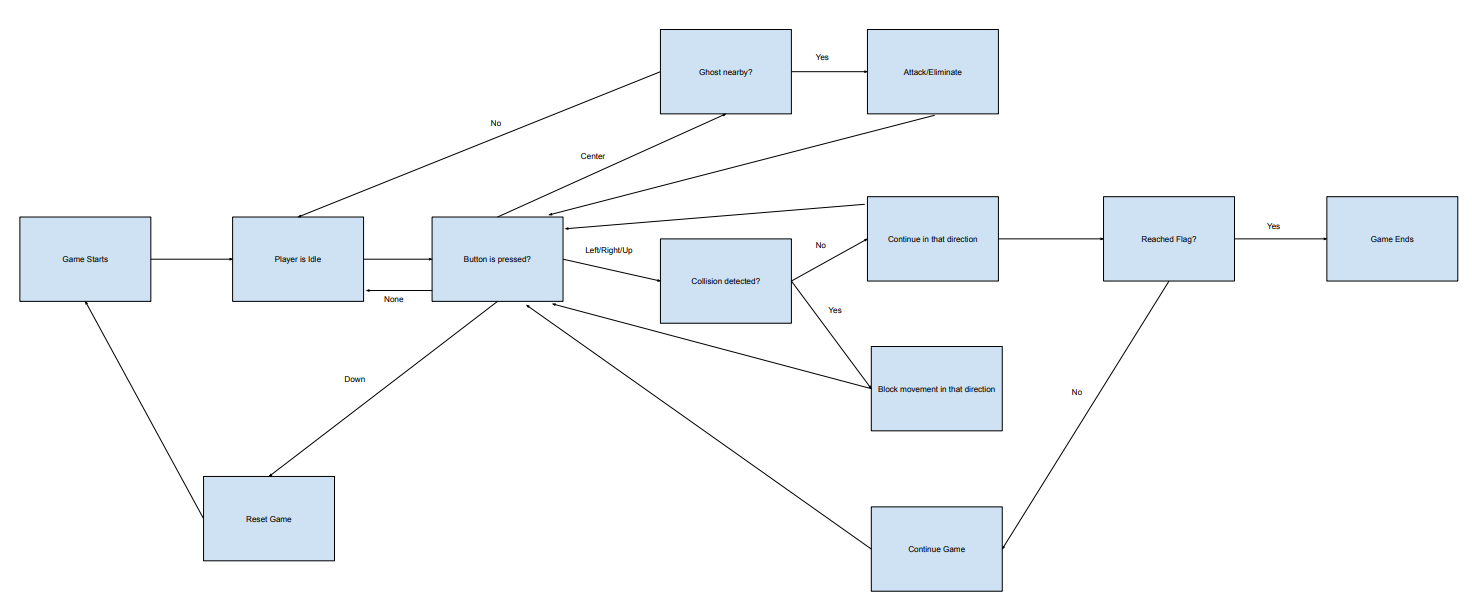 Ghost nearby?
Yes
Attack/Eliminate
No
Center
Game Starts
Player is Idle
Button is pressed?
None
Left/Right/Up
Collision detected?
No
Yes
Continue in that direction
Reached Flag?
Yes
Game Ends
Block movement in that direction
Down
No
Reset Game
Continue Game